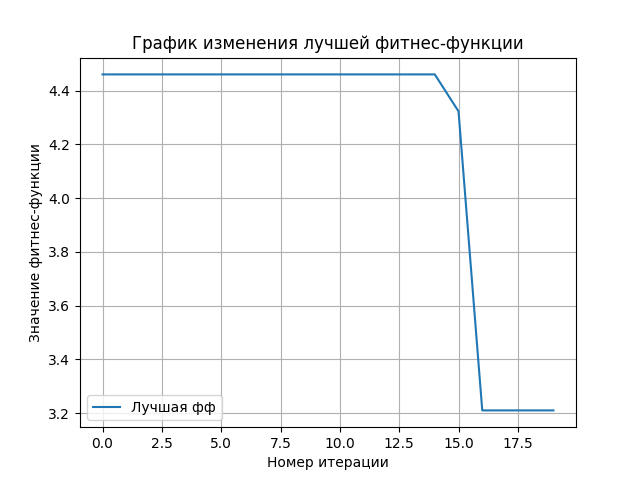 График изменения лучшей фитнес-функции
Значение фитнес-функции
4.4
4.2
4.0
3.8
3.6
3.4
3.2
Лучшая фф
0.0 2.5 5.0 7.5 10.0 12.5 15.0 17.5
Номер итерации